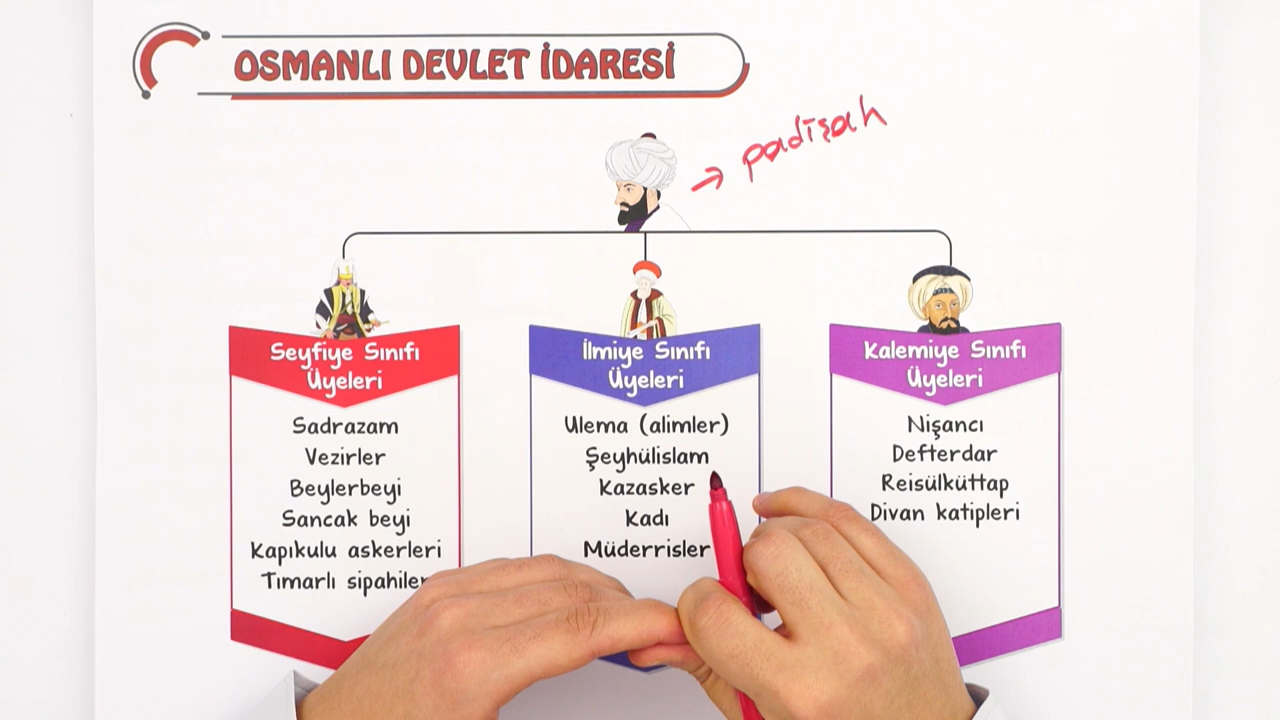 OSMANLI DEVLET İDARESİ
→ padişah
Seyfiye Sınıfı
Üyeleri
Sadrazam
Vezirler
Beylerbeyi
Sancak beyi
Kapıkulu askerleri
Tımarlı sipahiler
İlmiye Sınıfı
Üyeleri
Ulema (alimler)
Şeyhülislam
Kazasker
Kadı
Müderrisler
Kalemiye Sınıfı
Üyeleri
Nişancı
Defterdar
Reisülküttap
Divan katipleri